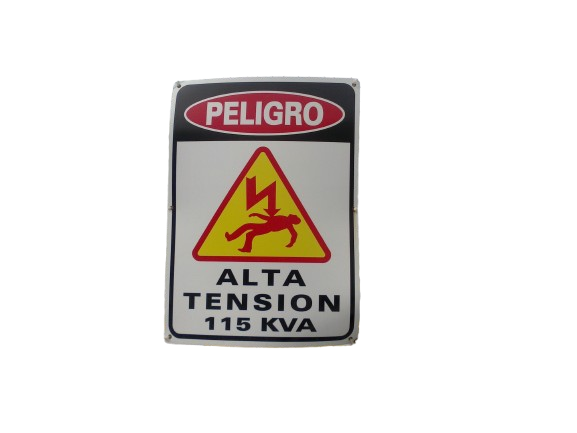 PELIGRO
ALTA
TENSION
115 KVA